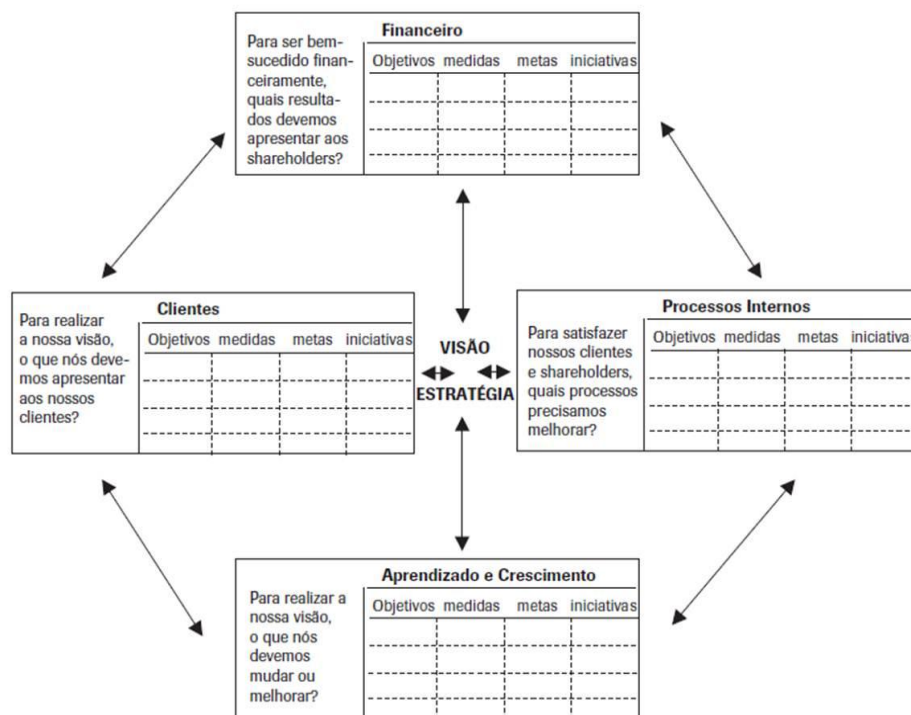 Financeiro
Para ser bem-
sucedido finan-
ceiramente,
quais resulta-
dos devemos
apresentar aos
shareholders?
Objetivos medidas metas iniciativas
Clientes
Para realizar
a nossa visão,
o que nós deve-
mos apresentar
aos nossos
clientes?
Objetivos medidas metas iniciativas
VISÃO
ESTRATÉGIA
Processos Internos
Para satisfazer
nossos clientes
e shareholders,
quais processos
precisamos
melhorar?
Objetivos medidas metas iniciativas
Aprendizado e Crescimento
Para realizar a
nossa visão,
o que nós
devemos
mudar ou
melhorar?
Objetivos medidas metas iniciativas